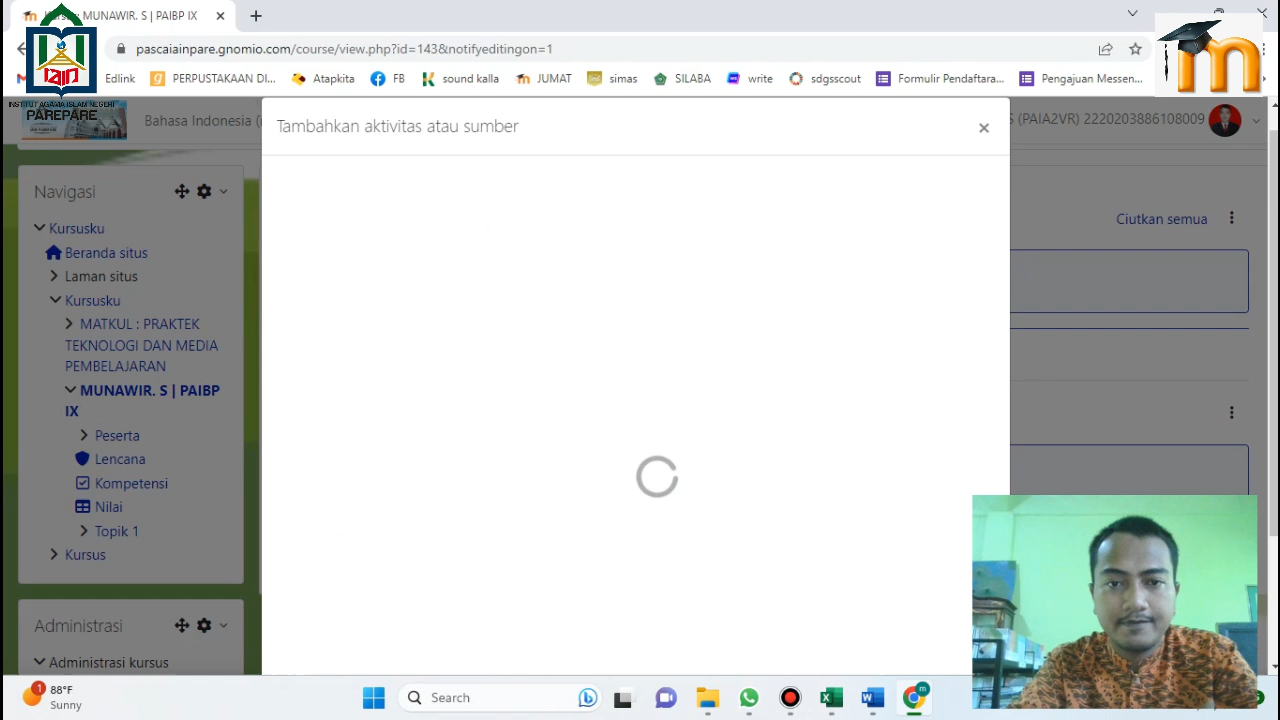 MUNAWIR. S | PAIBP IX
pascaiainpare.gnomio.com/course/view.php?id=143&notifyeditingon=1
Edlink PERPUSTAKAAN DI... Atapkita FB sound kalla JUMAT simas SILABA write sdgsscout Formulir Pendaftara... Pengajuan Messen...
iain
INSTITUT AGAMA ISLAM NEGERI
PAREPARE
m
Bahasa Indonesia
(PAIA2VR) 2220203886108009
Tambahkan aktivitas atau sumber
Navigasi
Ciutkan semua
Kursusku
Beranda situs
Laman situs
Kursusku
MATKUL : PRAKTEK
TEKNOLOGI DAN MEDIA
PEMBELAJARAN
MUNAWIR. S | PAIBP
IX
Peserta
Lencana
Kompetensi
Nilai
Topik 1
Kursus
Administrasi
Administrasi kursus
1
88°F
Sunny
Search